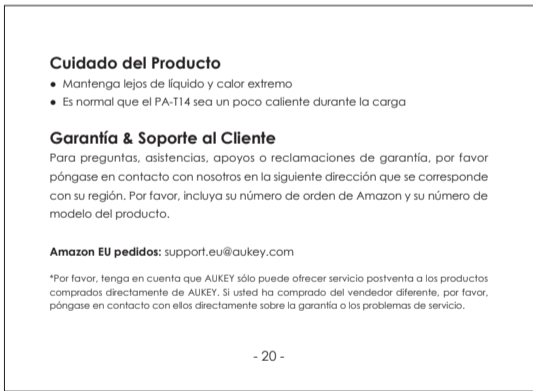 Cuidado del Producto
● Mantenga lejos de líquido y calor extremo
● Es normal que el PA-T14 sea un poco caliente durante la carga
Garantía & Soporte al Cliente
Para preguntas, asistencias, apoyos o reclamaciones de garantía, por favor
póngase en contacto con nosotros en la siguiente dirección que se corresponde
con su región. Por favor, incluya su número de orden de Amazon y su número de
modelo del producto.
Amazon EU pedidos: support.eu@aukey.com
*Por favor, tenga en cuenta que AUKEY sólo puede ofrecer servicio postventa a los productos
comprados directamente de AUKEY. Si usted ha comprado del vendedor diferente, por favor,
póngase en contacto con ellos directamente sobre la garantía o los problemas de servicio.
- 20 -